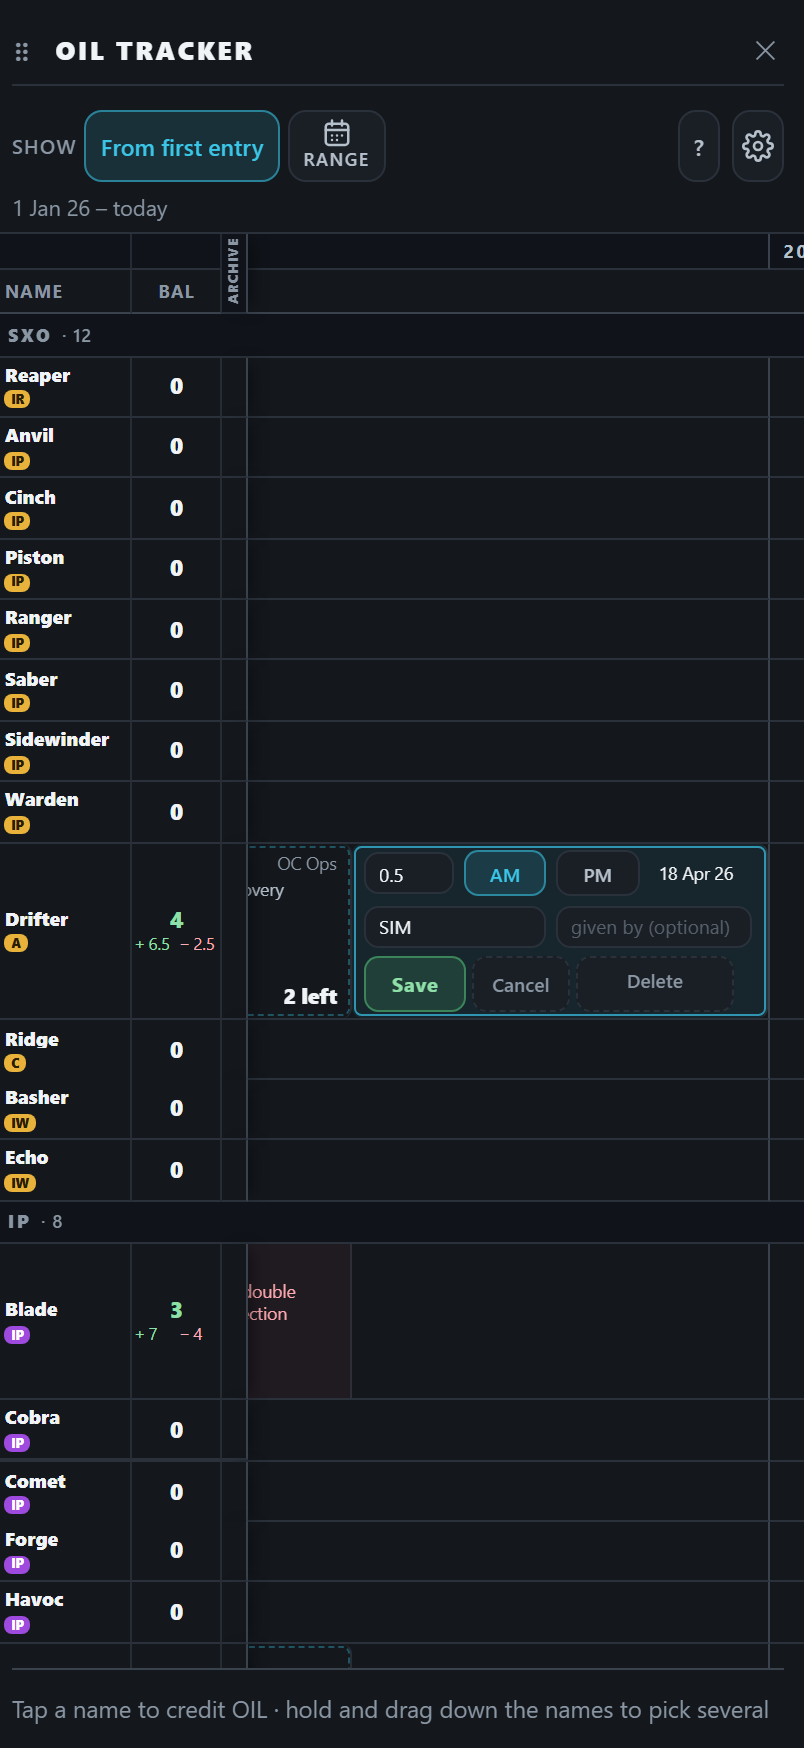 OIL TRACKER
SHOW From first entry RANGE ?
1 Jan 26 – today
ARCHIVE 20
NAME BAL
SXO · 12
Reaper
IR 0
Anvil
IP 0
Cinch
IP 0
Piston
IP 0
Ranger
IP 0
Saber
IP 0
Sidewinder
IP 0
Warden
IP 0
Drifter
A
4
+ 6.5 − 2.5
OC Ops
overy
2 left
0.5 AM PM 18 Apr 26
SIM given by (optional)
Save Cancel Delete
Ridge
C 0
Basher
IW 0
Echo
IW 0
IP · 8
Blade
IP
3
+ 7 − 4
double
ction
Cobra
IP 0
Comet
IP 0
Forge
IP 0
Havoc
IP 0
Tap a name to credit OIL · hold and drag down the names to pick several